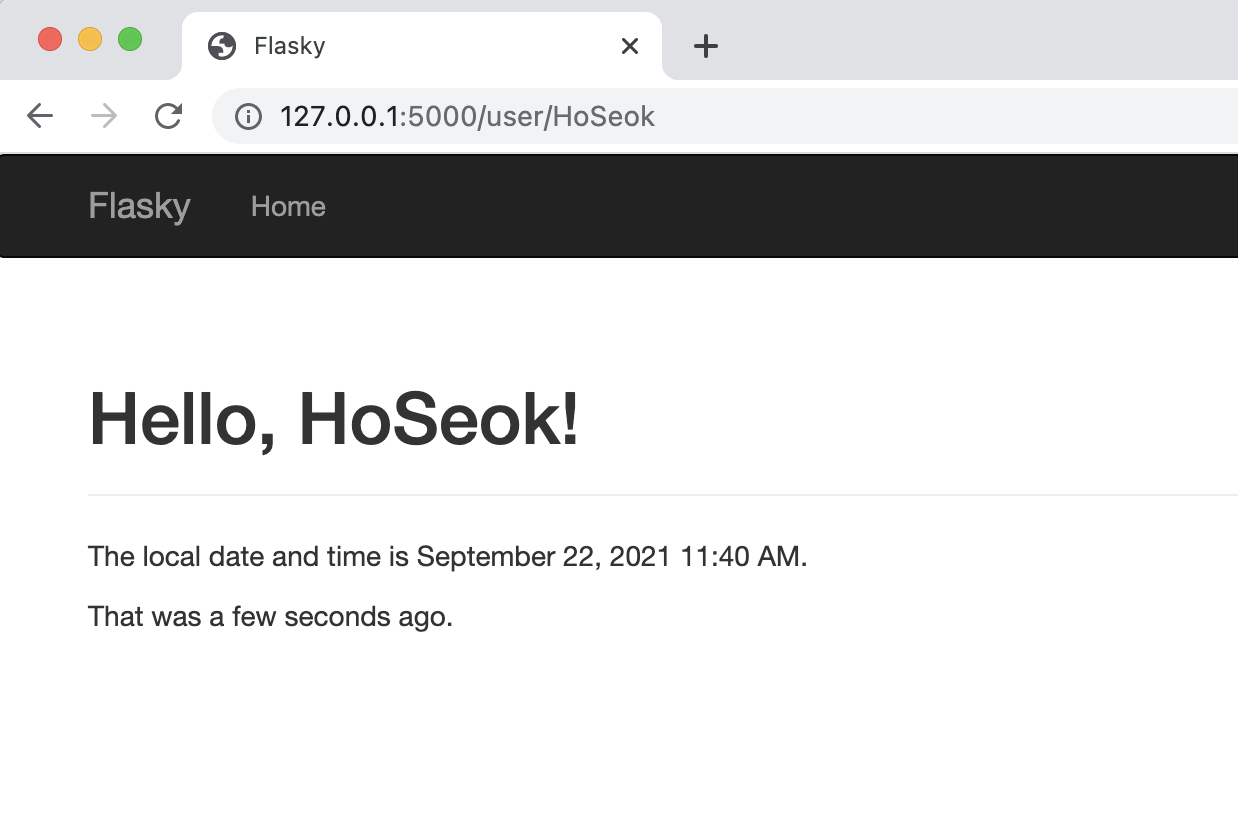 Flasky
127.0.0.1:5000/user/HoSeok
Flasky Home
Hello, HoSeok!
The local date and time is September 22, 2021 11:40 AM.
That was a few seconds ago.